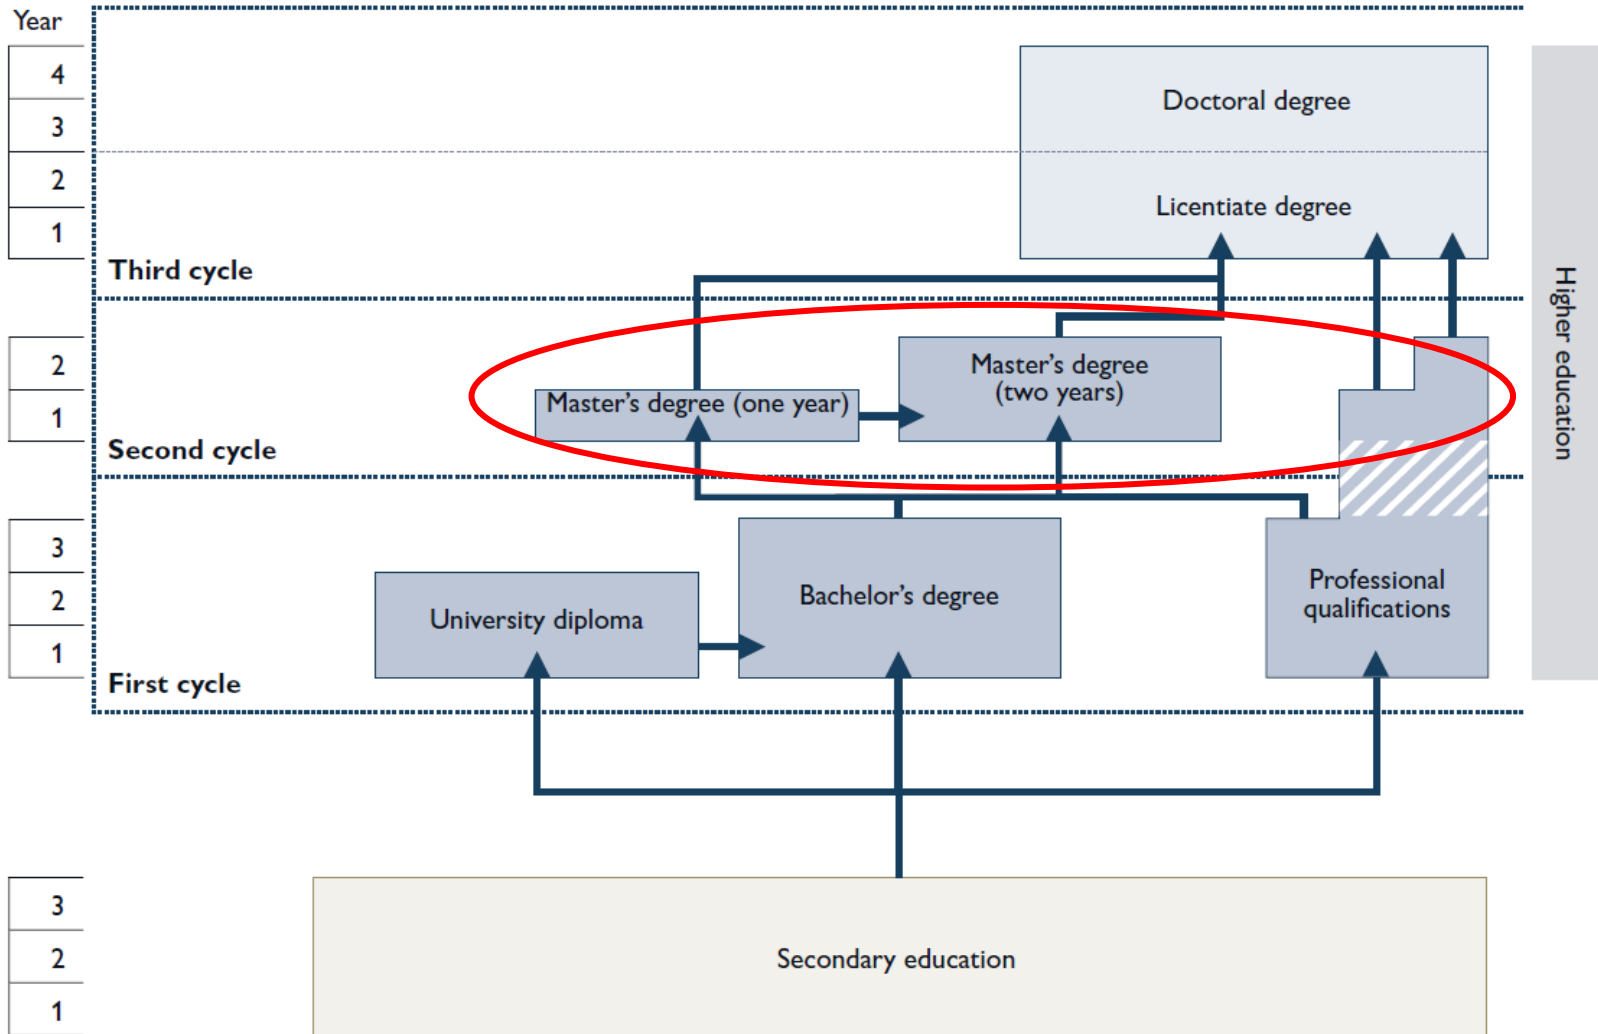 Year
4
Doctoral degree
3
2
Licentiate degree
1
Third cycle
2
Master's degree
(two years)
Master's degree (one year)
1
Second cycle
3
Professional
qualifications
Bachelor's degree
2
University diploma
1
First cycle
Higher education
3
2
Secondary education
1